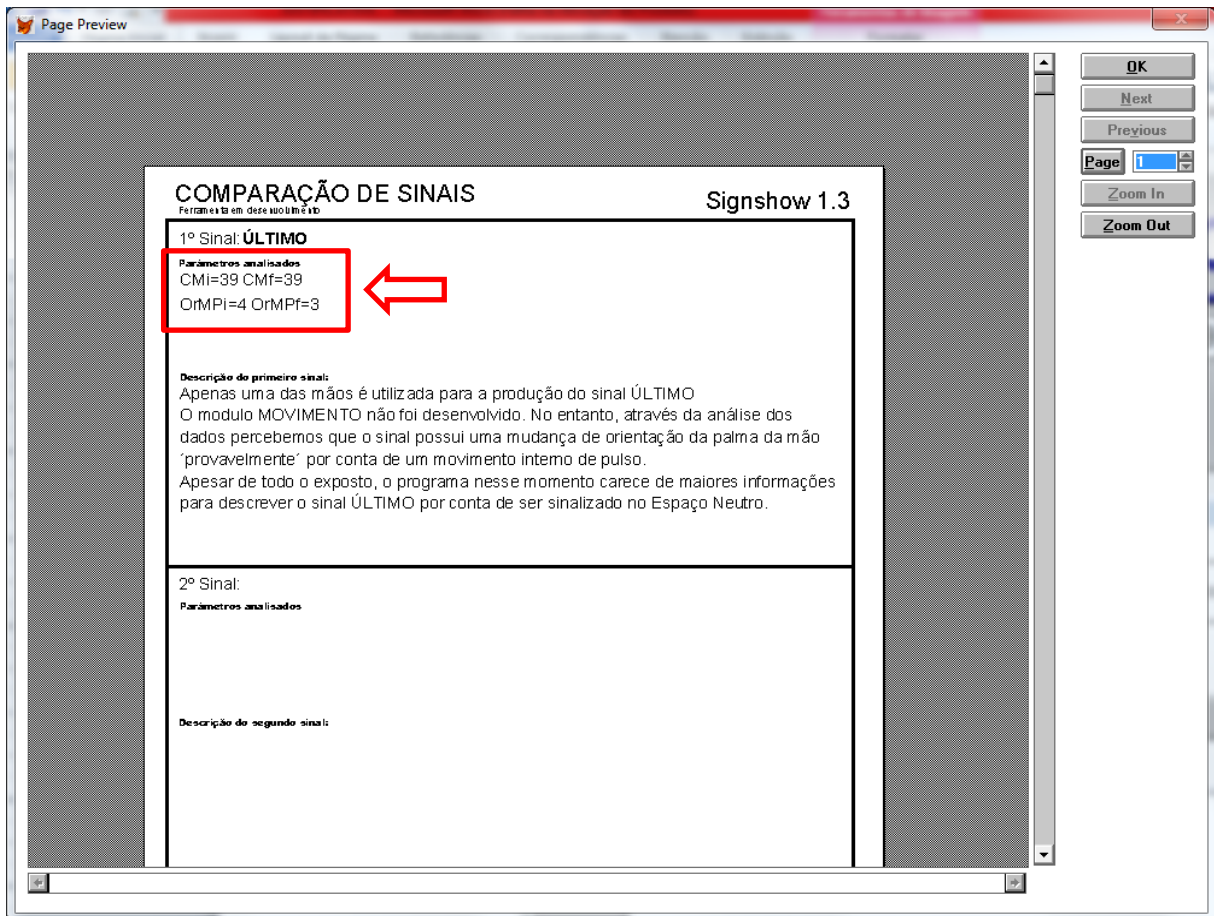 Page Preview
OK
Next
Previous
Page 1
Zoom In
Zoom Out
COMPARAÇÃO DE SINAIS
Signshow 1.3
Ferramenta em desenvolvimento
1º Sinal: ÚLTIMO
Parâmetros analisados
CMi=39 CMf=39
OrMPi=4 OrMPf=3
Descrição do primeiro sinal:
Apenas uma das mãos é utilizada para a produção do sinal ÚLTIMO
O modulo MOVIMENTO não foi desenvolvido. No entanto, através da análise dos
dados percebemos que o sinal possui uma mudança de orientação da palma da mão
´provavelmente´ por conta de um movimento interno de pulso.
Apesar de todo o exposto, o programa nesse momento carece de maiores informações
para descrever o sinal ÚLTIMO por conta de ser sinalizado no Espaço Neutro.
2º Sinal:
Parâmetros analisados
Descrição do segundo sinal: